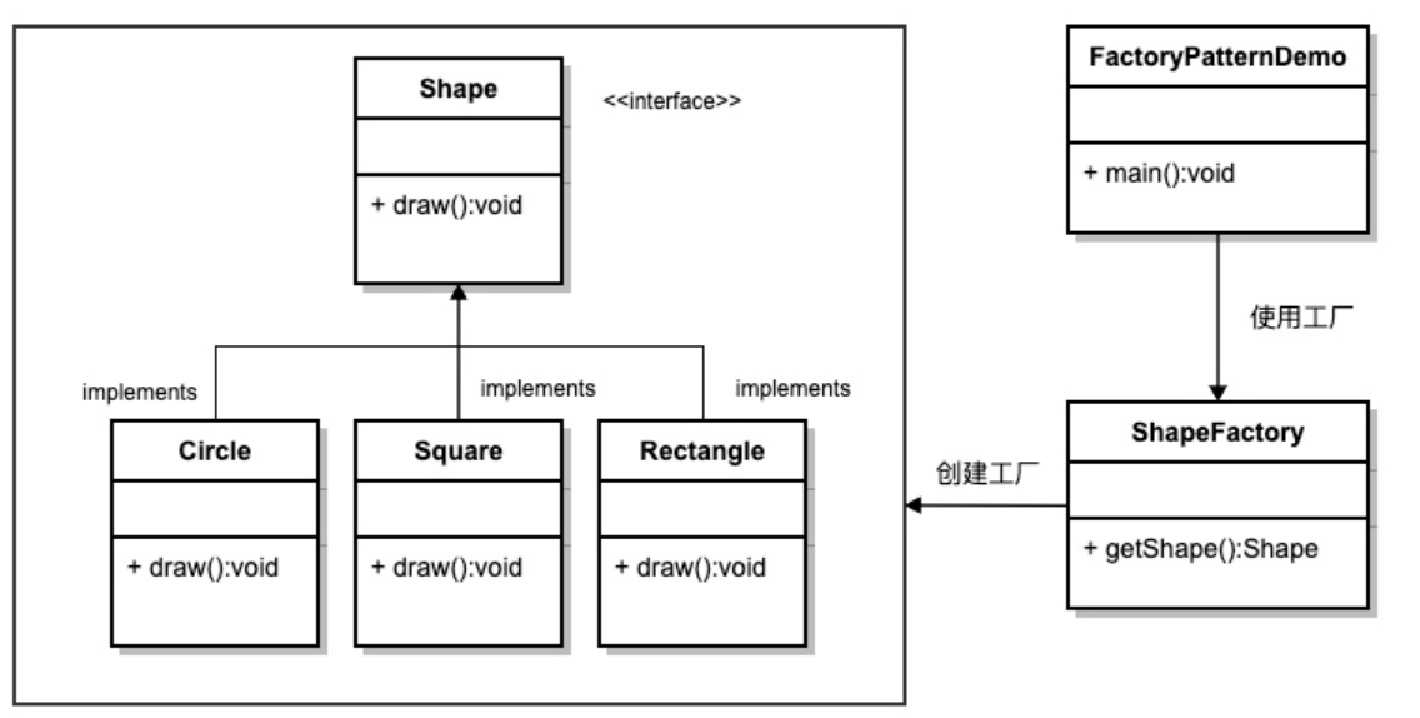 Shape
<<interface>>
+ draw():void
implements
implements
implements
Circle
+ draw():void
Square
+ draw():void
Rectangle
+ draw():void
FactoryPatternDemo
+ main():void
使用工厂
ShapeFactory
+ getShape():Shape
创建工厂